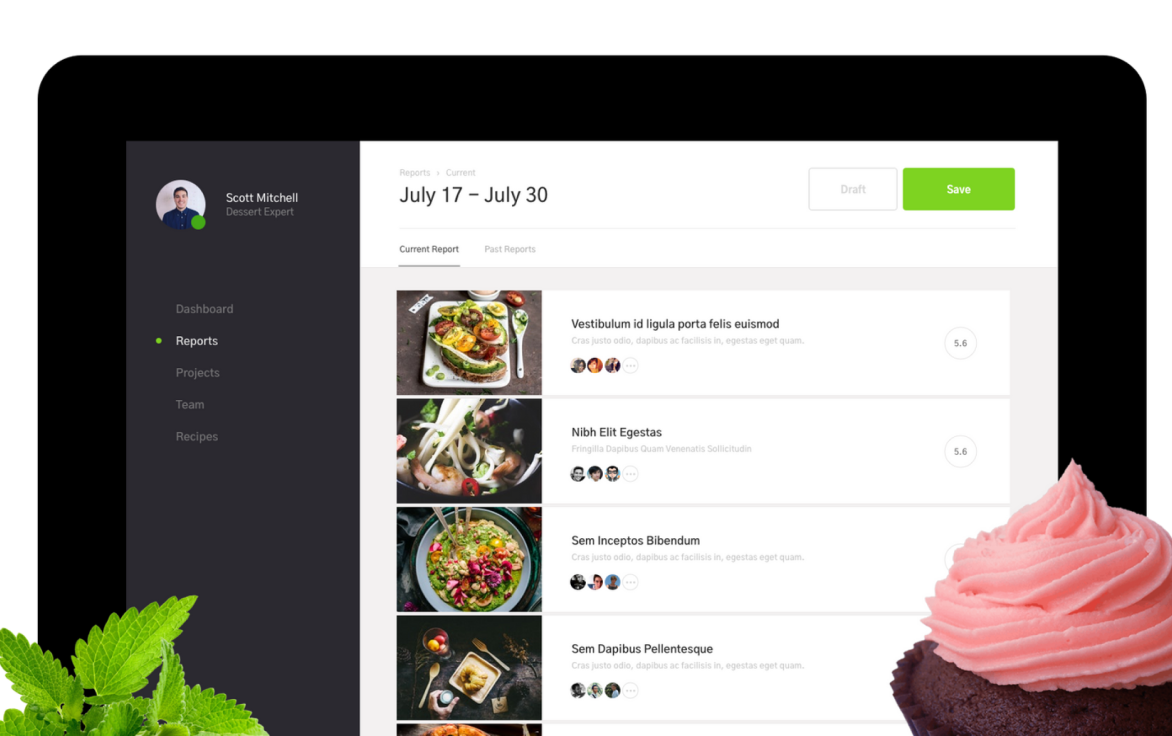 Scott Mitchell
Dessert Expert
Dashboard
Reports
Projects
Team
Recipes
Reports › Current
July 17 – July 30
Draft
Save
Current Report
Past Reports
Vestibulum id ligula porta felis euismod
Cras justo odio, dapibus ac facilisis in, egestas eget quam.
5.6
Nibh Elit Egestas
Fringilla Dapibus Quam Venenatis Sollicitudin
5.6
Sem Inceptos Bibendum
Cras justo odio, dapibus ac facilisis in, egestas eget quam.
Sem Dapibus Pellentesque
Cras justo odio, dapibus ac facilisis in, egestas eget quam.